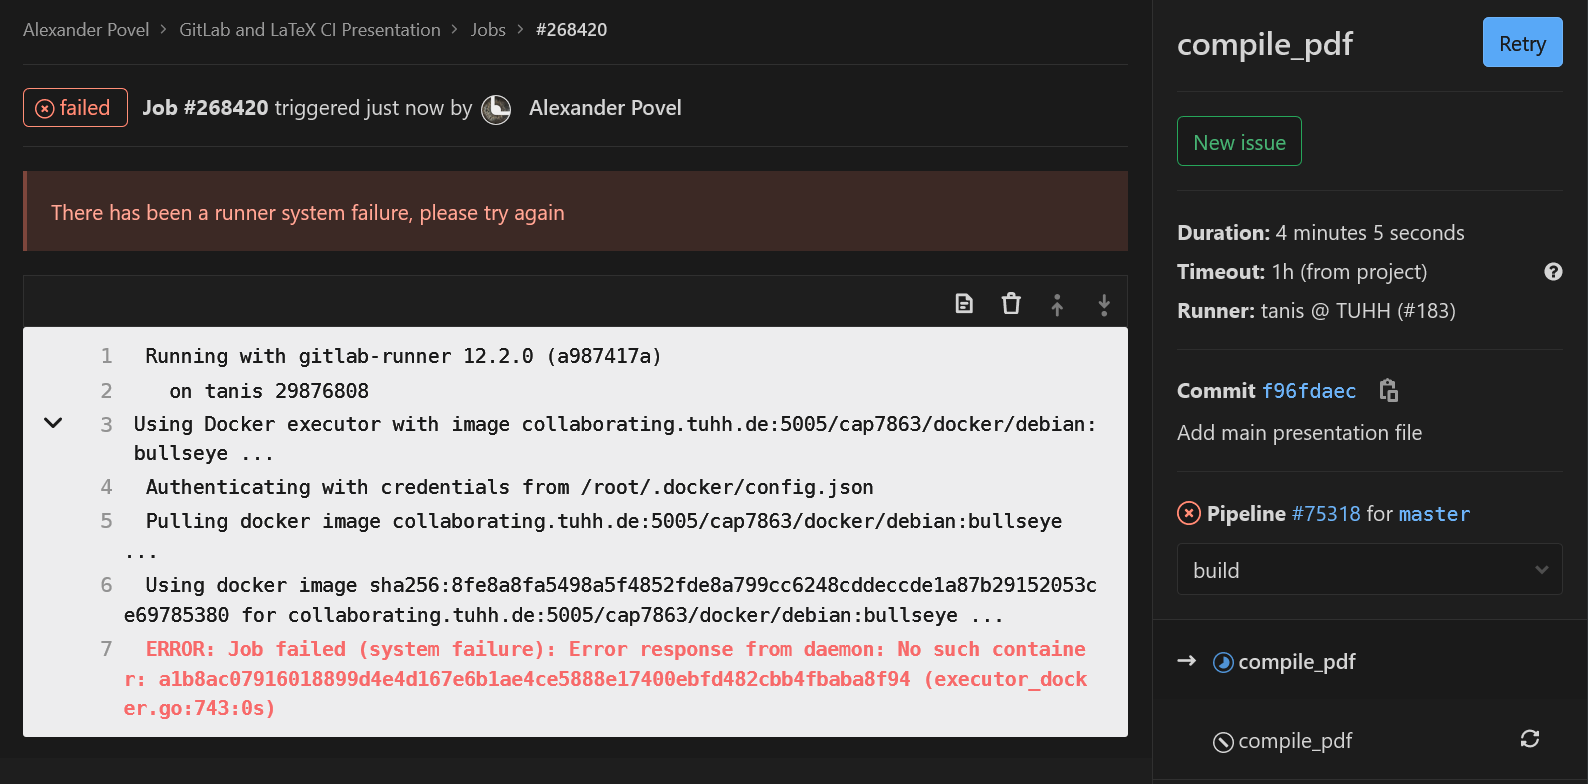 Alexander Povel > GitLab and LaTeX CI Presentation > Jobs > #268420
failed Job #268420 triggered just now by Alexander Povel
There has been a runner system failure, please try again
1 Running with gitlab-runner 12.2.0 (a987417a)
2 on tanis 29876808
3 Using Docker executor with image collaborating.tuhh.de:5005/cap7863/docker/debian:
bullseye ...
4 Authenticating with credentials from /root/.docker/config.json
5 Pulling docker image collaborating.tuhh.de:5005/cap7863/docker/debian:bullseye
...
6 Using docker image sha256:8fe8a8fa5498a5f4852fde8a799cc6248cddeccde1a87b29152053c
e69785380 for collaborating.tuhh.de:5005/cap7863/docker/debian:bullseye ...
7 ERROR: Job failed (system failure): Error response from daemon: No such containe
r: a1b8ac07916018899d4e4d167e6b1ae4ce5888e17400ebfd482cbb4fbaba8f94 (executor_dock
er.go:743:0s)
compile_pdf
Retry
New issue
Duration: 4 minutes 5 seconds
Timeout: 1h (from project)
Runner: tanis @ TUHH (#183)
Commit f96fdaec
Add main presentation file
Pipeline #75318 for master
build
→ compile_pdf
compile_pdf